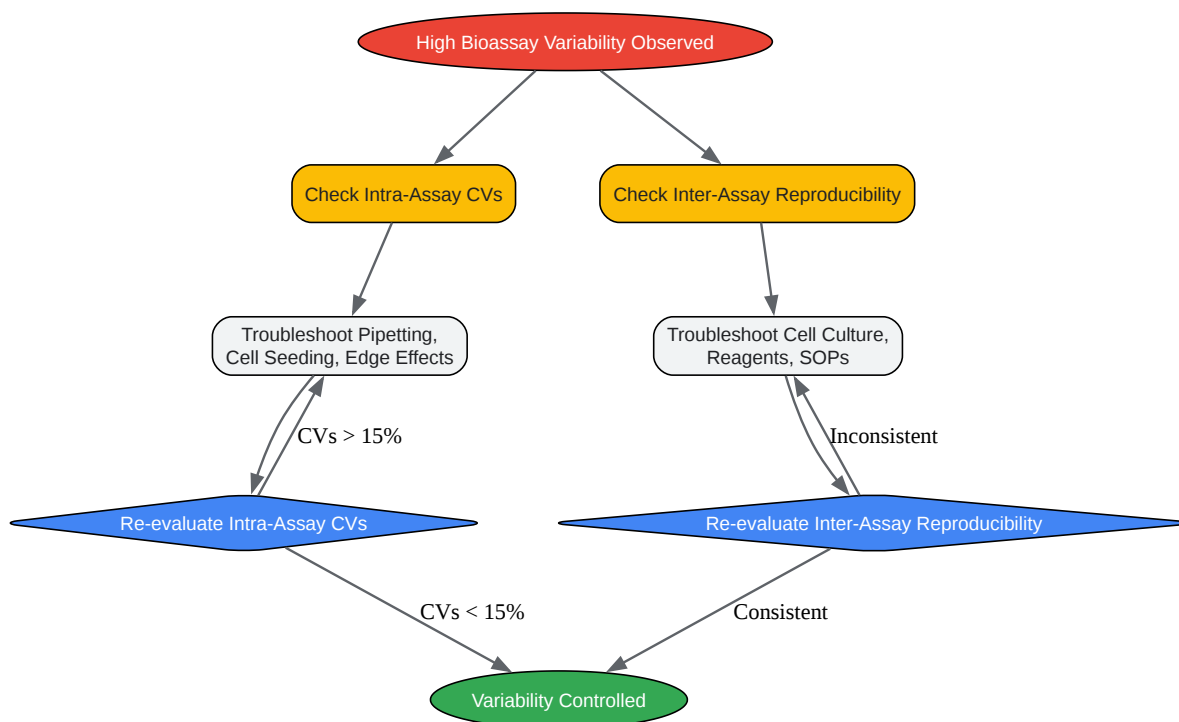 High Bioassay Variability Observed
Check Intra-Assay CVs
Check Inter-Assay Reproducibility
Troubleshoot Pipetting,
Cell Seeding, Edge Effects
Troubleshoot Cell Culture,
Reagents, SOPs
CVs > 15%
Inconsistent
Re-evaluate Intra-Assay CVs
Re-evaluate Inter-Assay Reproducibility
CVs < 15%
Consistent
Variability Controlled